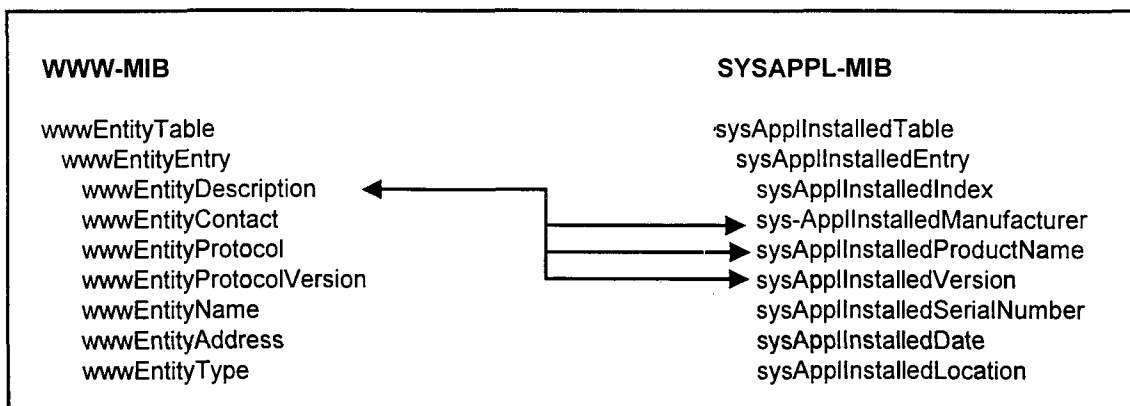 WWW-MIB
wwwEntityTable
wwwEntityEntry
wwwEntityDescription
wwwEntityContact
wwwEntityProtocol
wwwEntityProtocolVersion
wwwEntityName
wwwEntityAddress
wwwEntityType
SYSAPPL-MIB
sysApplInstalledTable
sysApplInstalledEntry
sysApplInstalledIndex
sys-ApplInstalledManufacturer
sysApplInstalledProductName
sysApplInstalledVersion
sysApplInstalledSerialNumber
sysApplInstalledDate
sysApplInstalledLocation